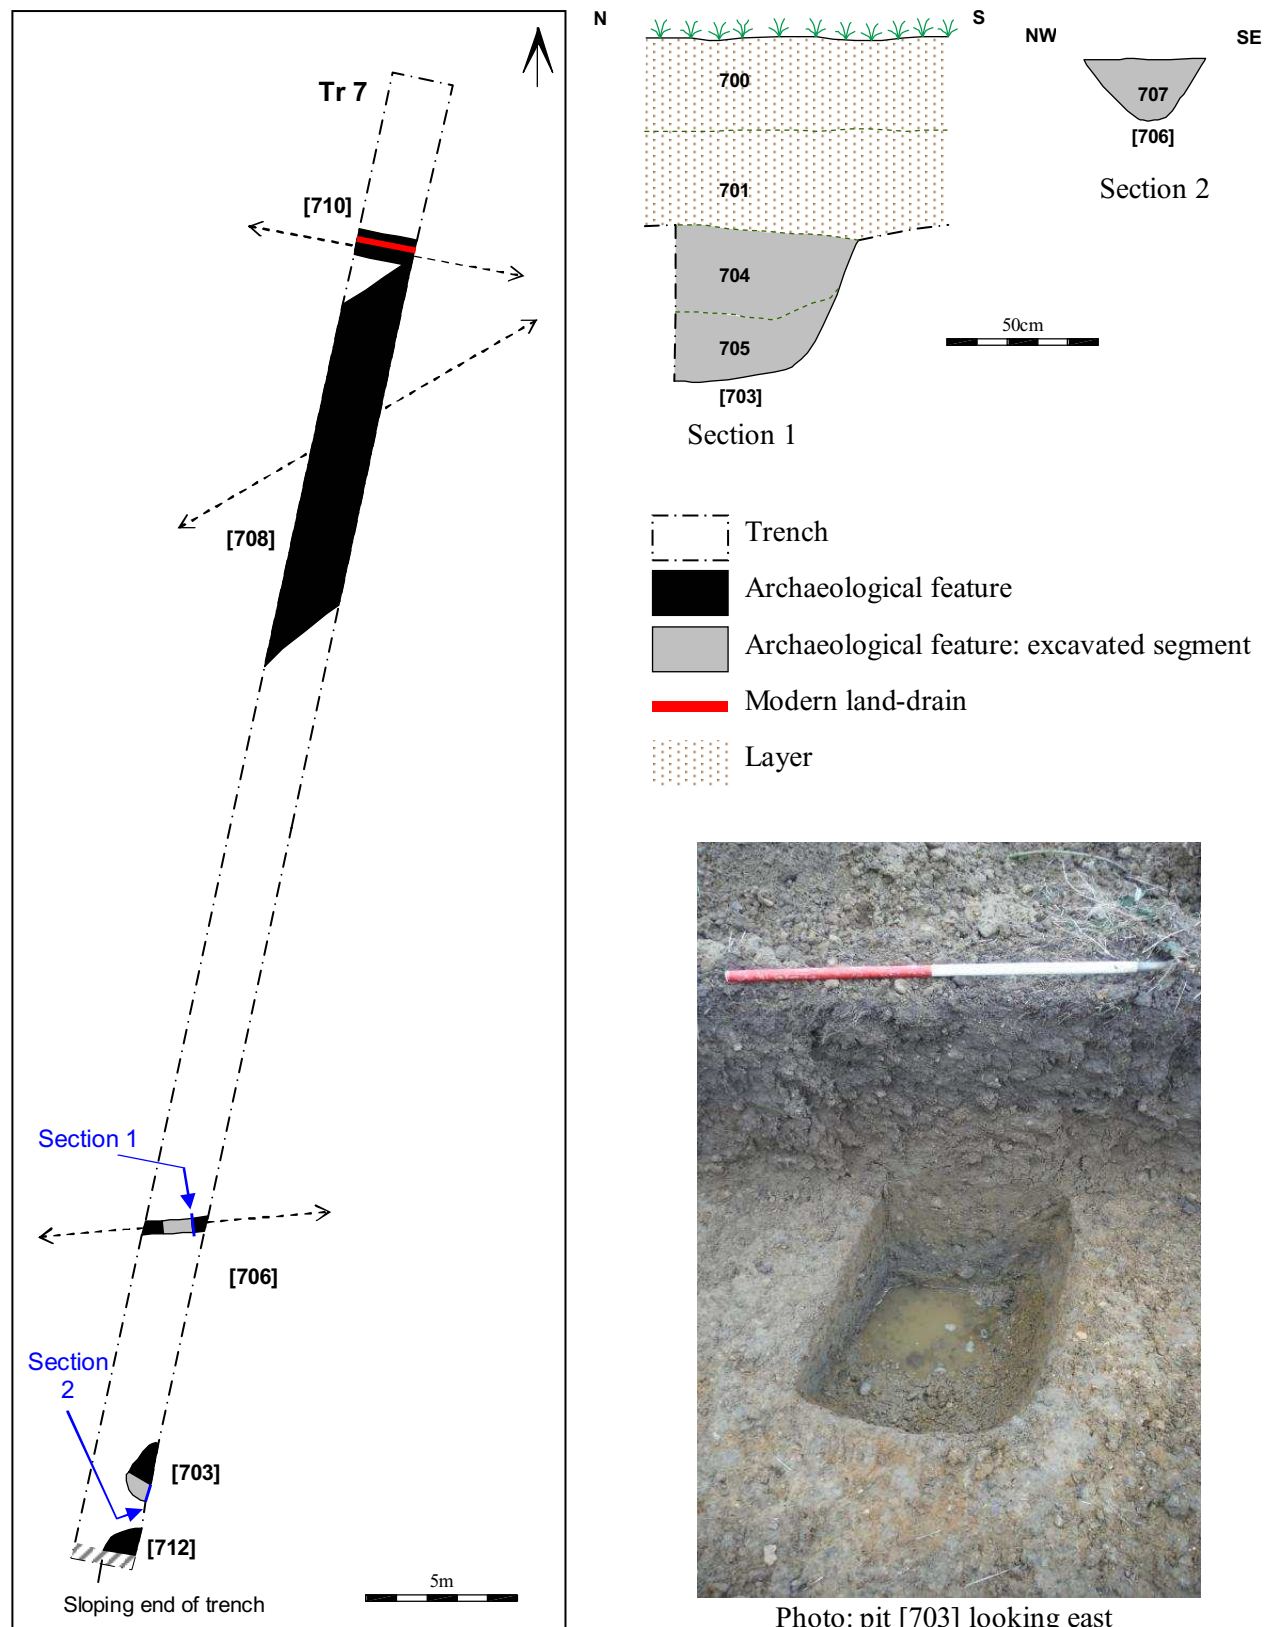 Tr 7
[710]
[708]
Section 1
[706]
Section
2
[703]
[712]
Sloping end of trench
5m
N
S
700
701
704
705
[703]
Section 1
NW
SE
707
[706]
Section 2
50cm
Trench
Archaeological feature
Archaeological feature: excavated segment
Modern land-drain
Layer
Photo: pit [703] looking east